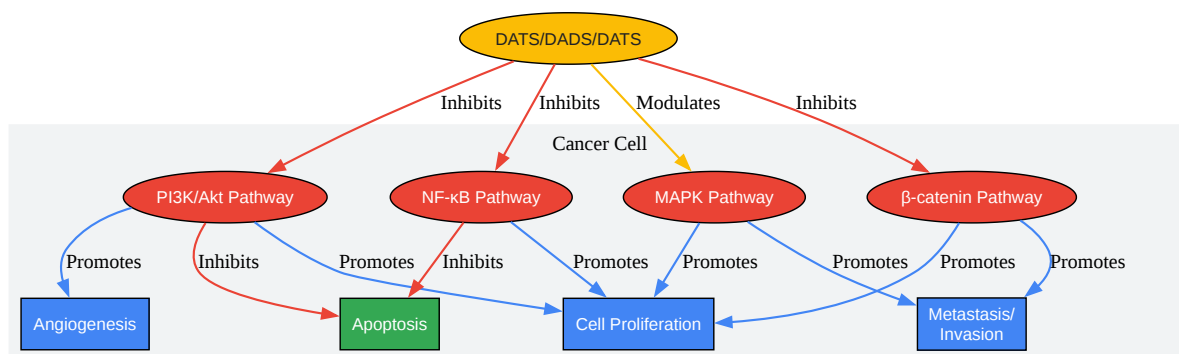 DATS/DADS/DATS
Inhibits
Inhibits
Modulates
Inhibits
Cancer Cell
PI3K/Akt Pathway
NF-κB Pathway
MAPK Pathway
β-catenin Pathway
Promotes
Inhibits
Promotes
Inhibits
Promotes
Promotes
Promotes
Promotes
Promotes
Angiogenesis
Apoptosis
Cell Proliferation
Metastasis/
Invasion